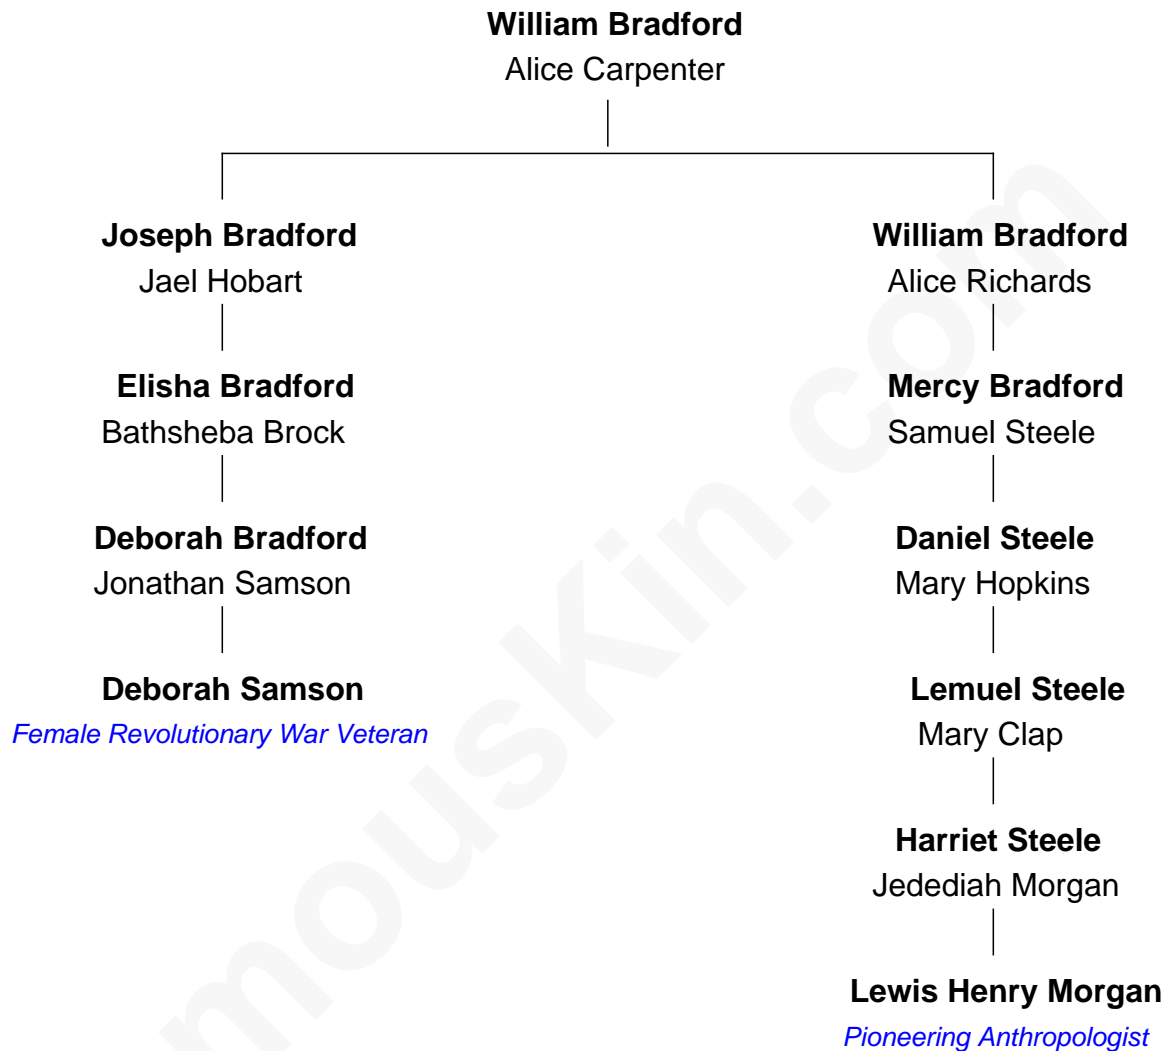 William Bradford
Alice Carpenter
Joseph Bradford
Jael Hobart
William Bradford
Alice Richards
Elisha Bradford
Bathsheba Brock
Mercy Bradford
Samuel Steele
Deborah Bradford
Jonathan Samson
Daniel Steele
Mary Hopkins
Deborah Samson
Female Revolutionary War Veteran
Lemuel Steele
Mary Clap
Harriet Steele
Jedediah Morgan
Lewis Henry Morgan
Pioneering Anthropologist
mouskin.com